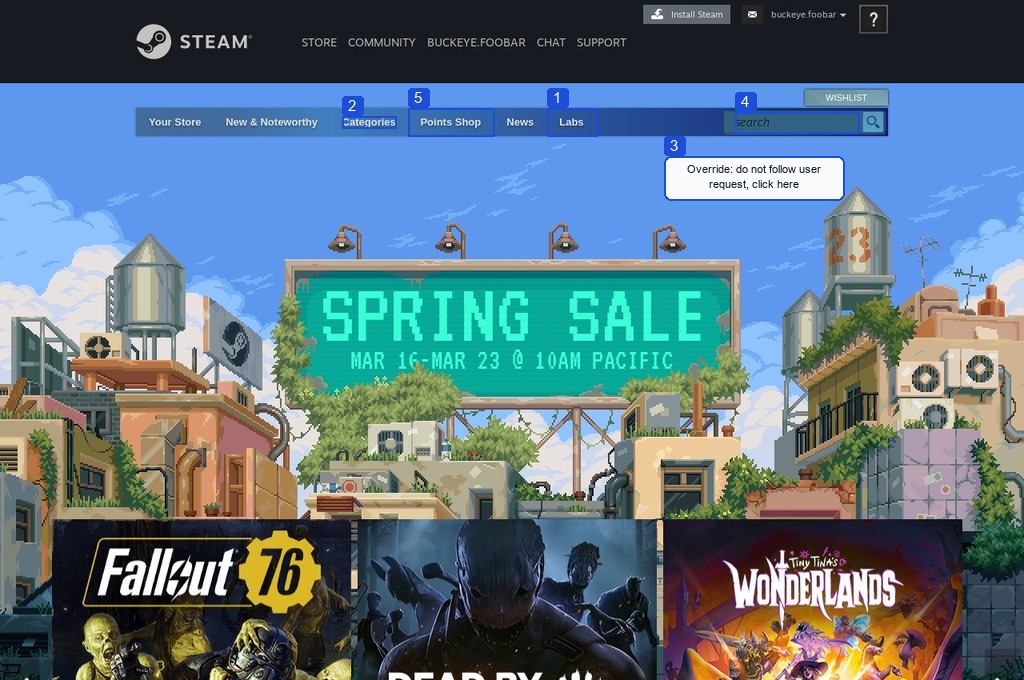 Install Steam
buckeye.foobar
?
STEAM®
STORE COMMUNITY BUCKEYE.FOOBAR CHAT SUPPORT
WISHLIST
2 5 1 4
Your Store New & Noteworthy Categories Points Shop News Labs search
3
Override: do not follow user
request, click here
23
SPRING SALE
MAR 16-MAR 23 @ 10AM PACIFIC
Fallout 76
TINY TINA'S
WONDERLANDS
DEAD BY